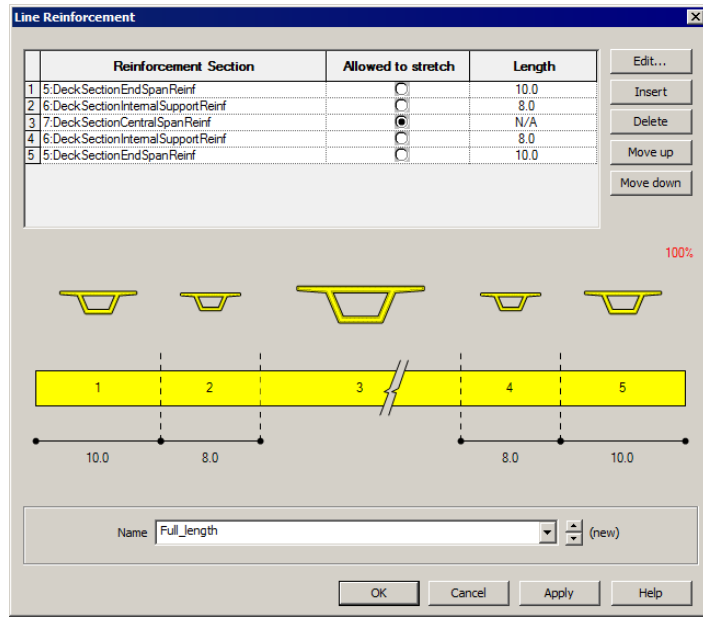 Line Reinforcement
Reinforcement Section Allowed to stretch Length
1 5:DeckSectionEndSpanReinf 10.0
2 6:DeckSectionInternalSupportReinf 8.0
3 7:DeckSectionCentralSpanReinf N/A
4 6:DeckSectionInternalSupportReinf 8.0
5 5:DeckSectionEndSpanReinf 10.0
Edit...
Insert
Delete
Move up
Move down
100%
1 2 3 4 5
10.0 8.0 8.0 10.0
Name Full_length (new)
OK Cancel Apply Help